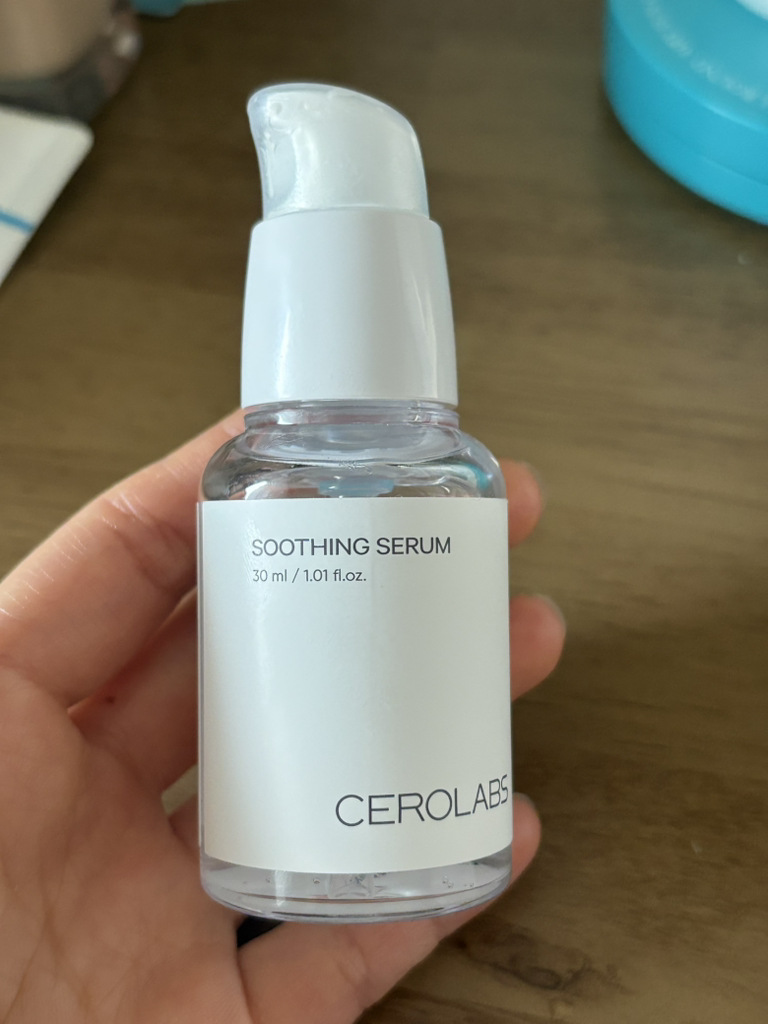 SOOTHING SERUM
30 ml / 1.01 fl.oz.
CEROLABS